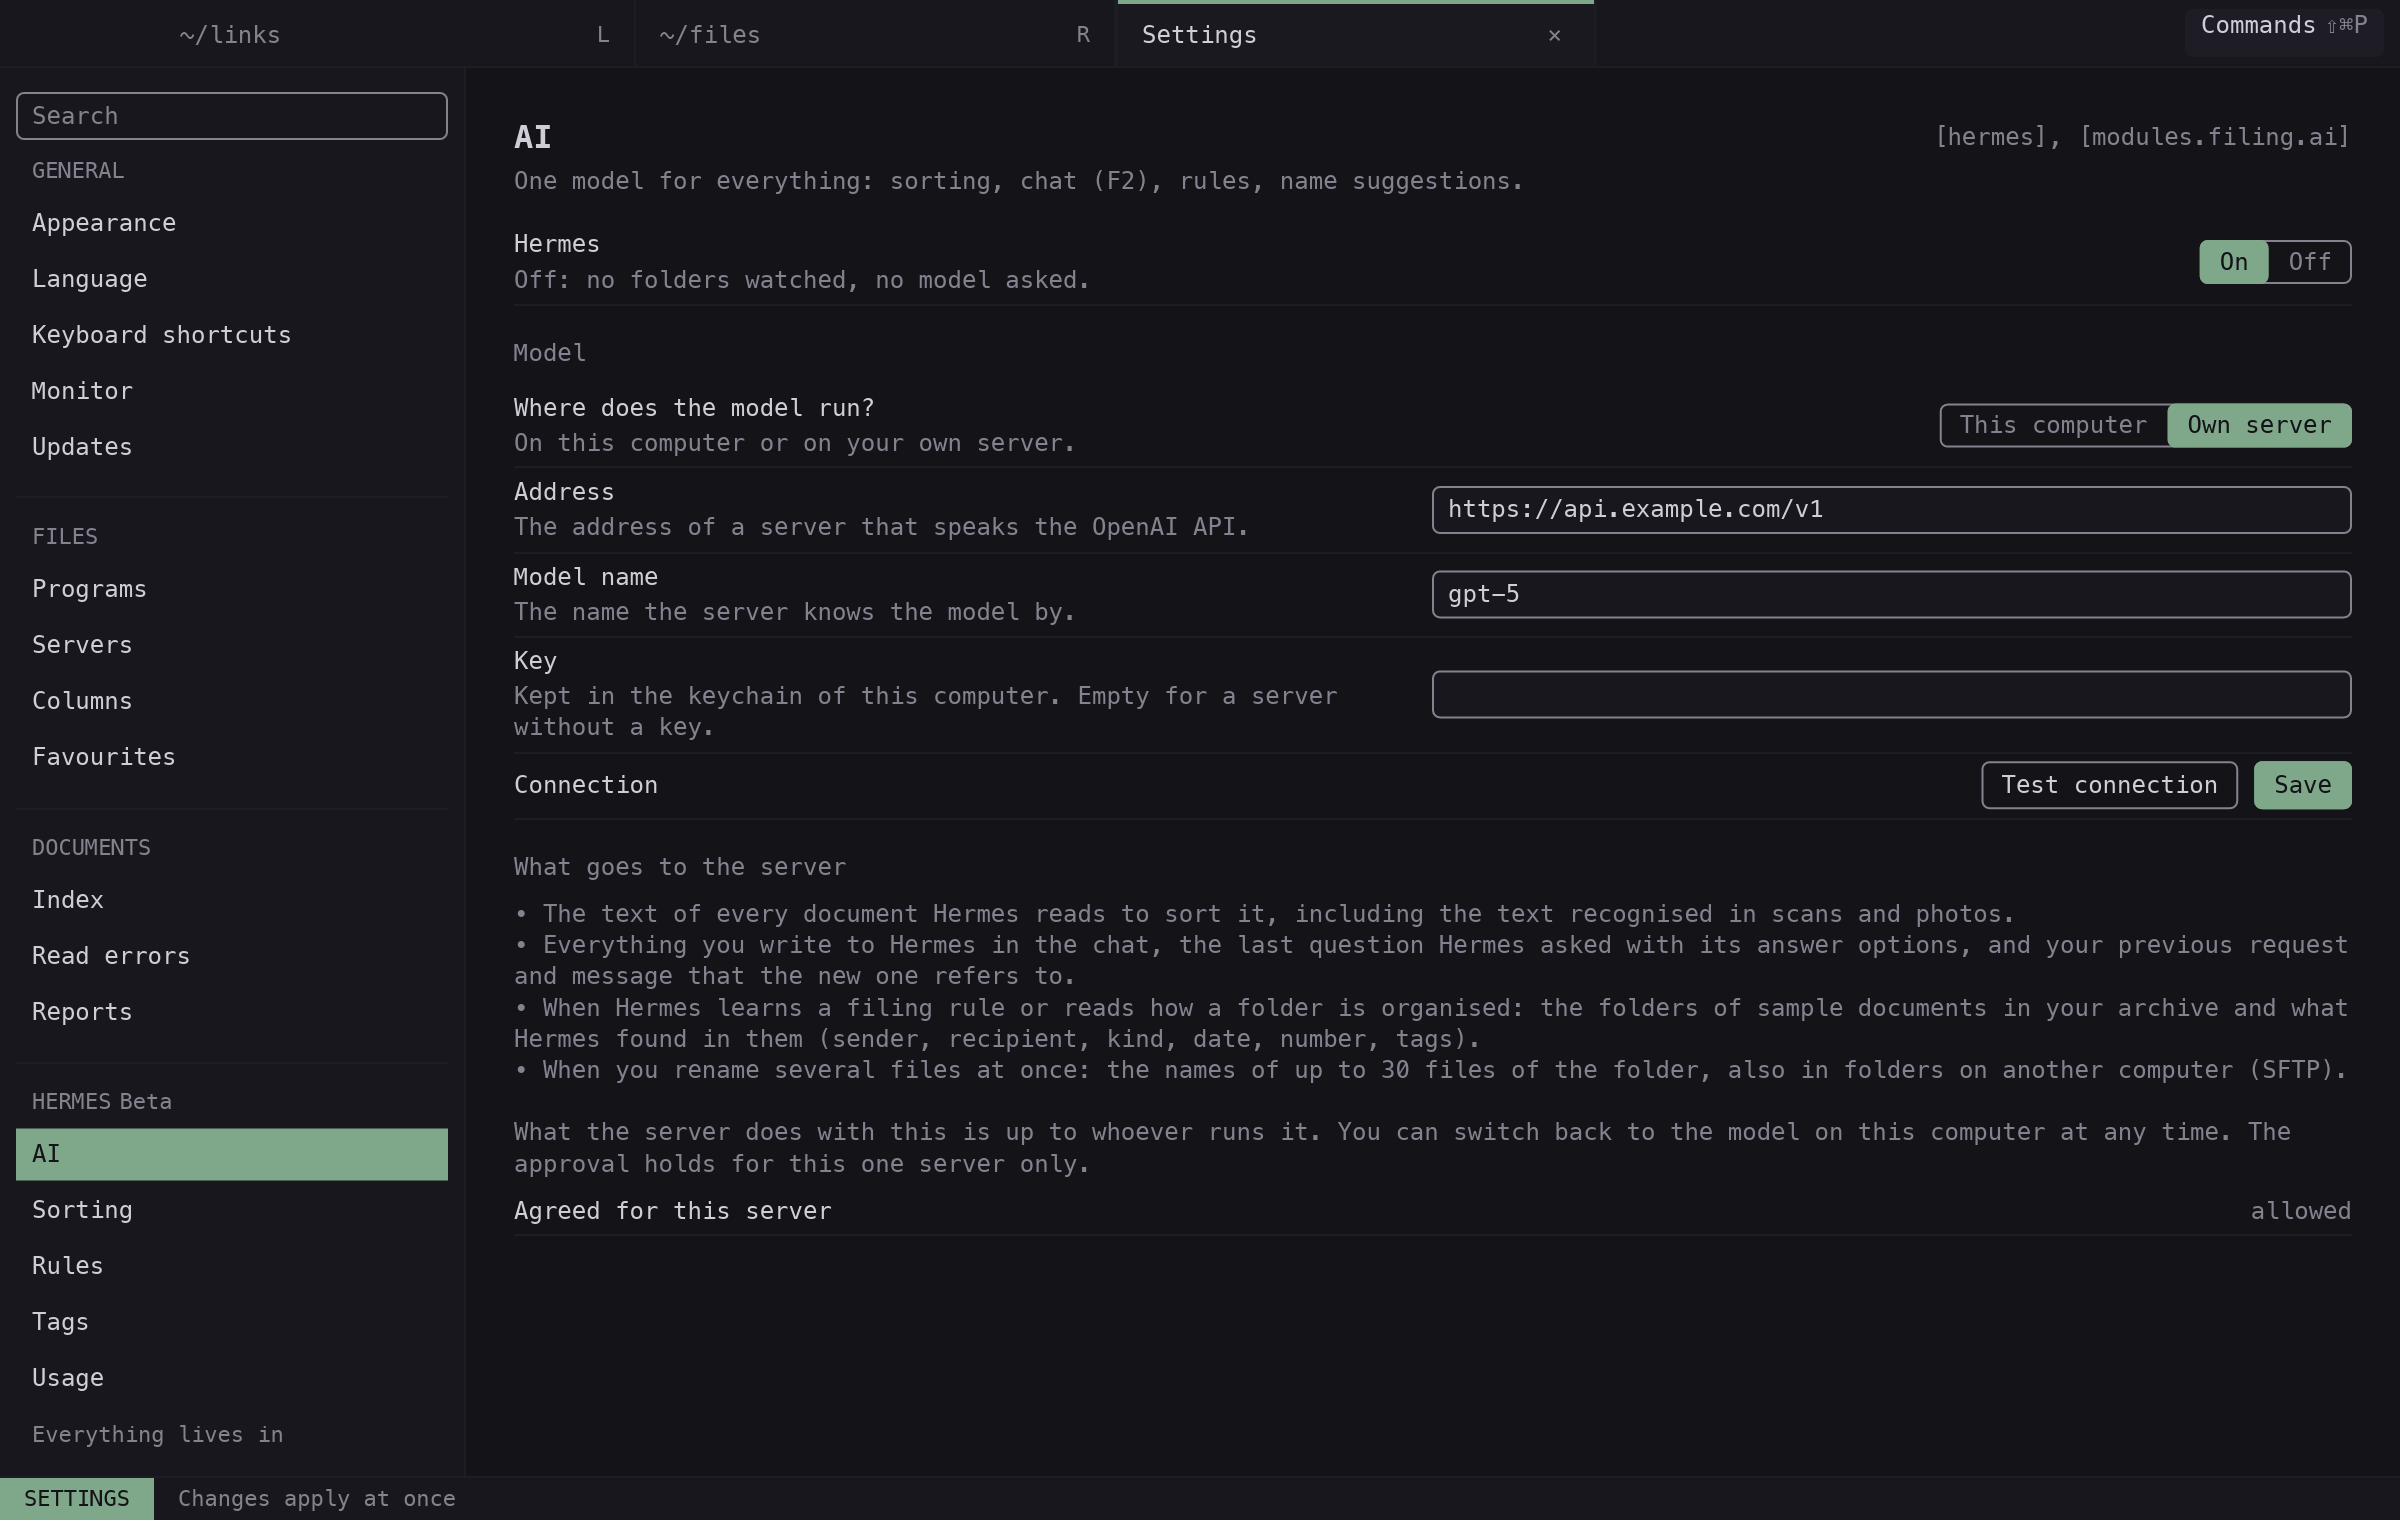 ~/links L ~/files R Settings × Commands ⇧⌘P
Search
GENERAL
Appearance
Language
Keyboard shortcuts
Monitor
Updates
FILES
Programs
Servers
Columns
Favourites
DOCUMENTS
Index
Read errors
Reports
HERMES Beta
AI
Sorting
Rules
Tags
Usage
Everything lives in
AI [hermes], [modules.filing.ai]
One model for everything: sorting, chat (F2), rules, name suggestions.
Hermes
Off: no folders watched, no model asked.
On Off
Model
Where does the model run?
On this computer or on your own server.
This computer Own server
Address
The address of a server that speaks the OpenAI API.
https://api.example.com/v1
Model name
The name the server knows the model by.
gpt-5
Key
Kept in the keychain of this computer. Empty for a server
without a key.
Connection Test connection Save
What goes to the server
• The text of every document Hermes reads to sort it, including the text recognised in scans and photos.
• Everything you write to Hermes in the chat, the last question Hermes asked with its answer options, and your previous request
and message that the new one refers to.
• When Hermes learns a filing rule or reads how a folder is organised: the folders of sample documents in your archive and what
Hermes found in them (sender, recipient, kind, date, number, tags).
• When you rename several files at once: the names of up to 30 files of the folder, also in folders on another computer (SFTP).
What the server does with this is up to whoever runs it. You can switch back to the model on this computer at any time. The
approval holds for this one server only.
Agreed for this server allowed
SETTINGS Changes apply at once